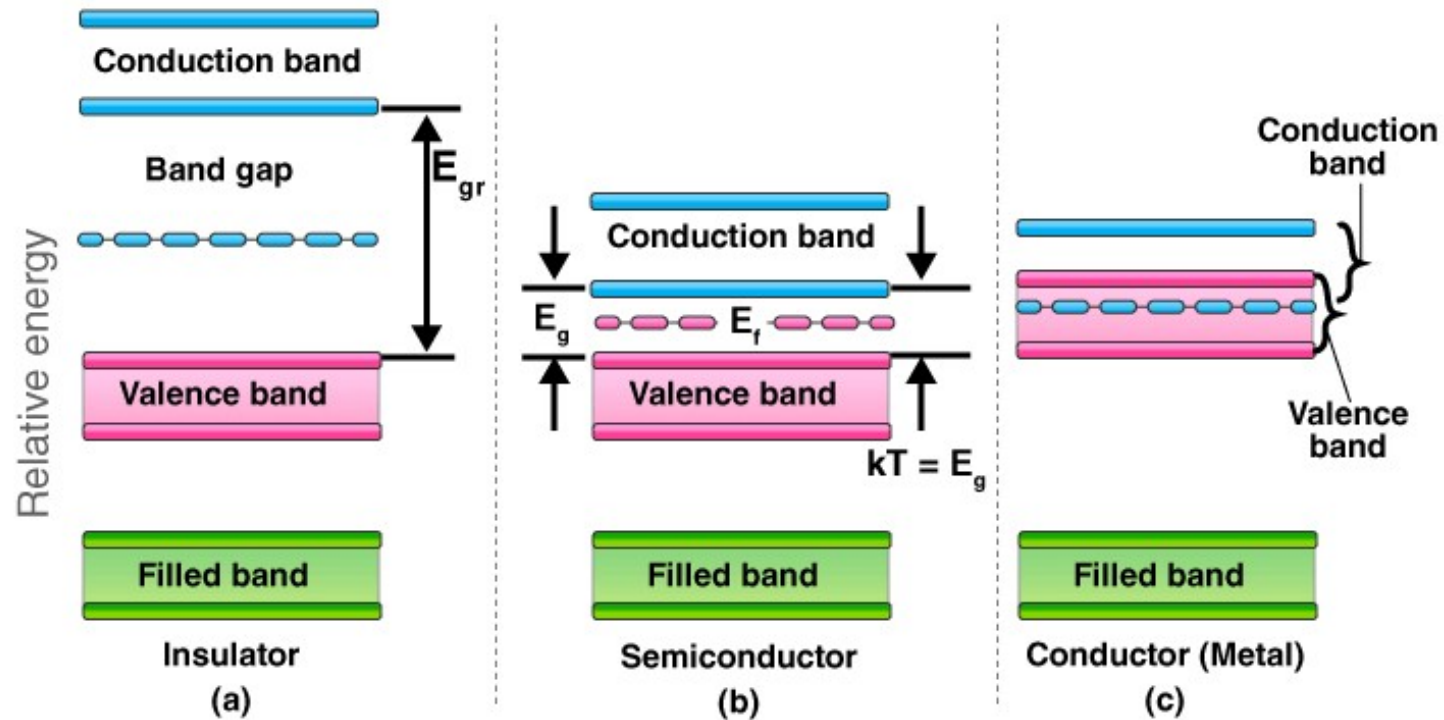 Relative energy
Conduction band
Band gap
E_gr
Valence band
Filled band
Insulator
(a)
Conduction band
E_g
E_f
Valence band
kT = E_g
Filled band
Semiconductor
(b)
Conduction
band
Valence
band
Filled band
Conductor (Metal)
(c)